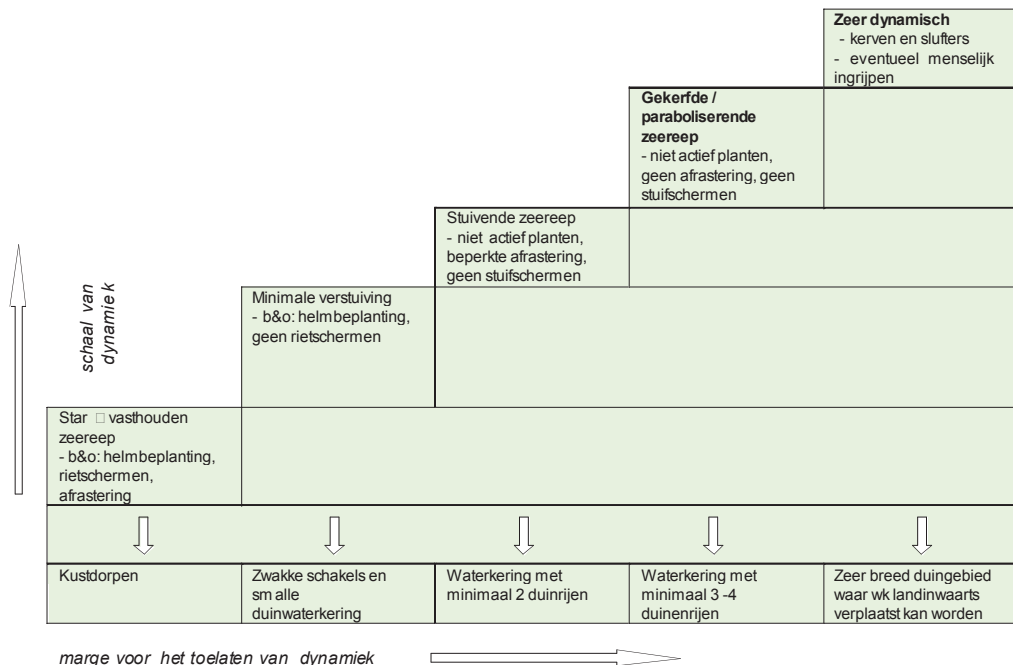 Zeer dynamisch
- kerven en slufters
- eventueel menselijk
ingrijpen
Gekerfde /
paraboliserende
zeereep
- niet actief planten,
geen afrastering, geen
stuifschermen
Stuivende zeereep
- niet actief planten,
beperkte afrastering,
geen stuifschermen
Minimale verstuiving
- b&o: helmbeplanting,
geen rietschermen
schaal van
dynamiek
Star □ vasthouden
zeereep
- b&o: helmbeplanting,
rietschermen,
afrastering
Kustdorpen
Zwakke schakels en
smalle
duinwaterkering
Waterkering met
minimaal 2 duinrijen
Waterkering met
minimaal 3 -4
duinenrijen
Zeer breed duingebied
waar wk landinwaarts
verplaatst kan worden
marge voor het toelaten van dynamiek